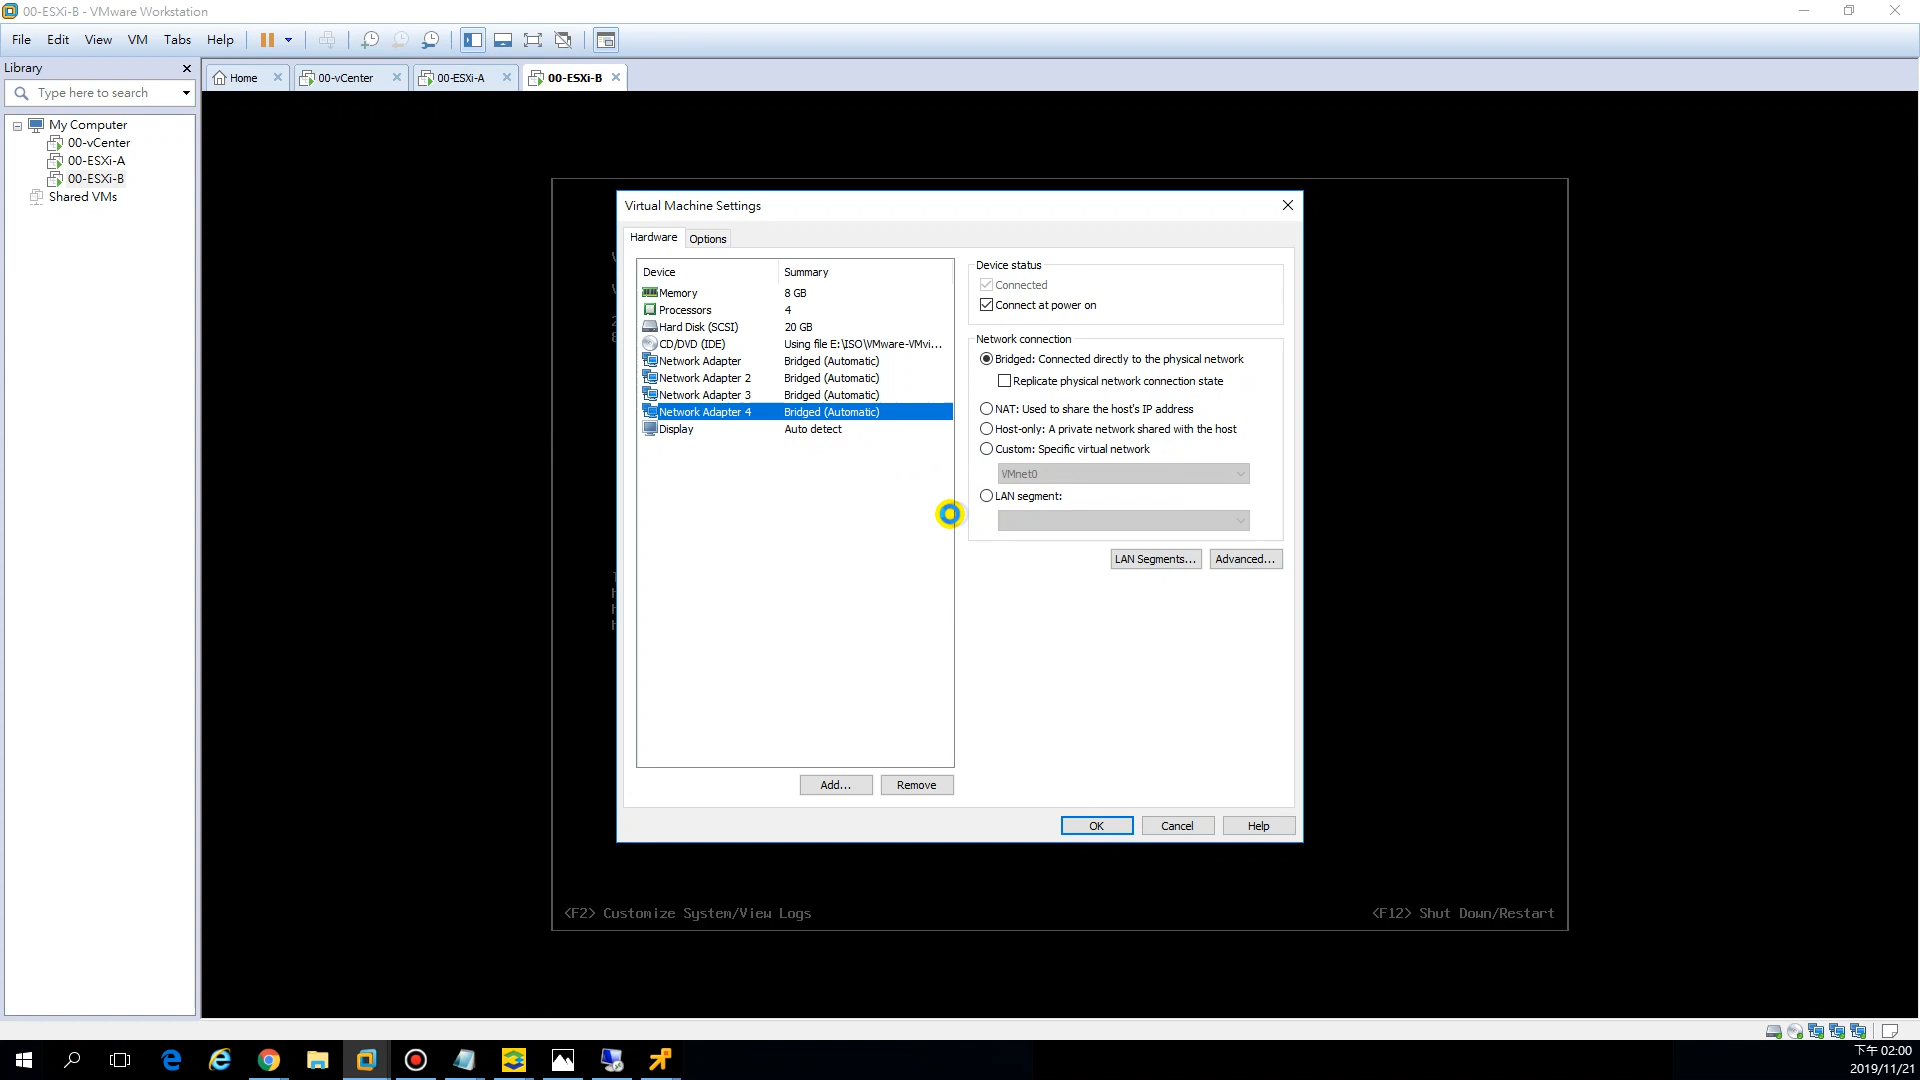 00-ESXi-B - VMware Workstation
File Edit View VM Tabs Help
Library
Home 00-vCenter 00-ESXi-A 00-ESXi-B
Type here to search
My Computer
00-vCenter
00-ESXi-A
00-ESXi-B
Shared VMs
Virtual Machine Settings
Hardware Options
Device Summary
Memory 8 GB
Processors 4
Hard Disk (SCSI) 20 GB
CD/DVD (IDE) Using file E:\ISO\VMware-VMvi...
Network Adapter Bridged (Automatic)
Network Adapter 2 Bridged (Automatic)
Network Adapter 3 Bridged (Automatic)
Network Adapter 4 Bridged (Automatic)
Display Auto detect
Device status
Connected
Connect at power on
Network connection
Bridged: Connected directly to the physical network
Replicate physical network connection state
NAT: Used to share the host's IP address
Host-only: A private network shared with the host
Custom: Specific virtual network
VMnet0
LAN segment:
LAN Segments... Advanced...
Add... Remove
OK Cancel Help
<F2> Customize System/View Logs <F12> Shut Down/Restart
下午 02:00
2019/11/21